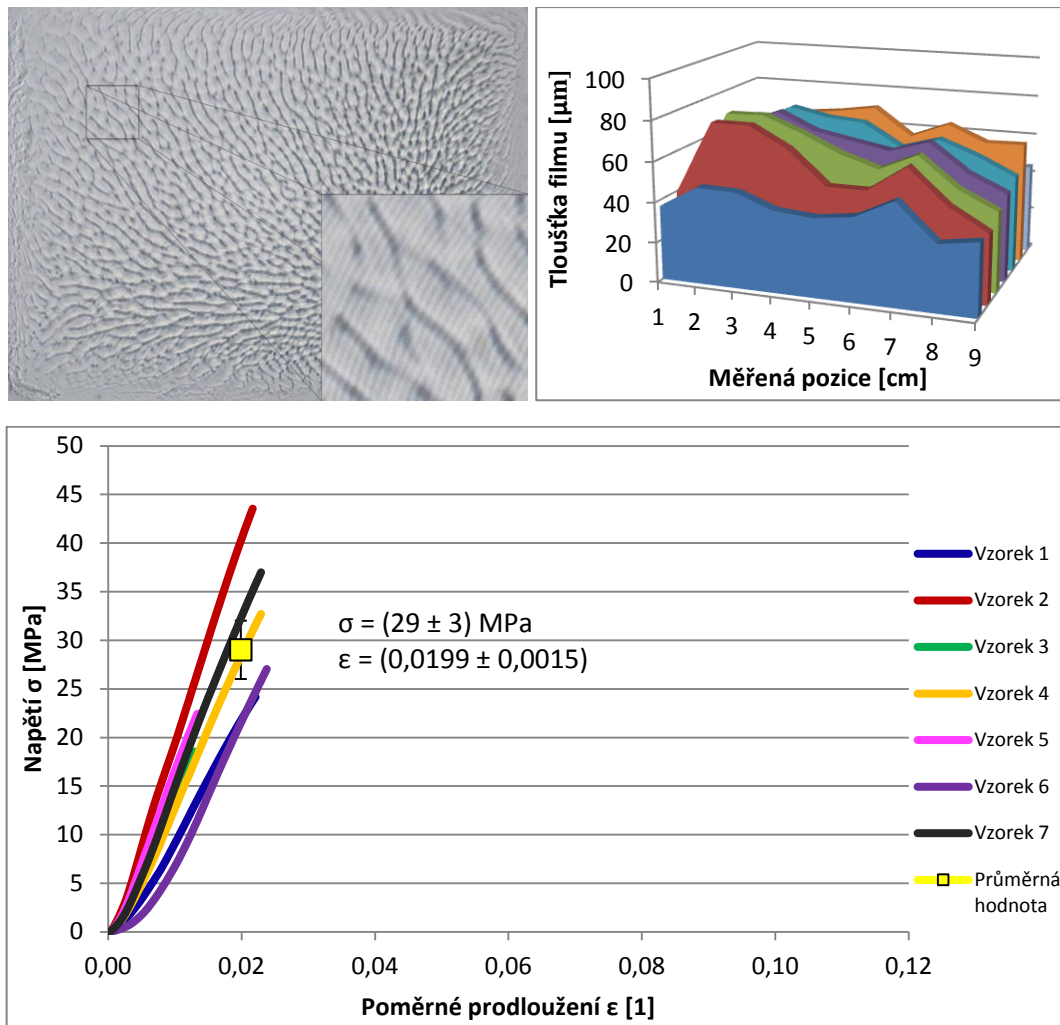 100
80
60
40
20
0
Tloušťka filmu [µm]
1 2 3 4 5 6 7 8 9
Měřená pozice [cm]
50
45
40
35
30
25
20
15
10
5
0
Napětí σ [MPa]
σ = (29 ± 3) MPa
ε = (0,0199 ± 0,0015)
0,00 0,02 0,04 0,06 0,08 0,10 0,12
Poměrné prodloužení ε [1]
Vzorek 1
Vzorek 2
Vzorek 3
Vzorek 4
Vzorek 5
Vzorek 6
Vzorek 7
Průměrná
hodnota